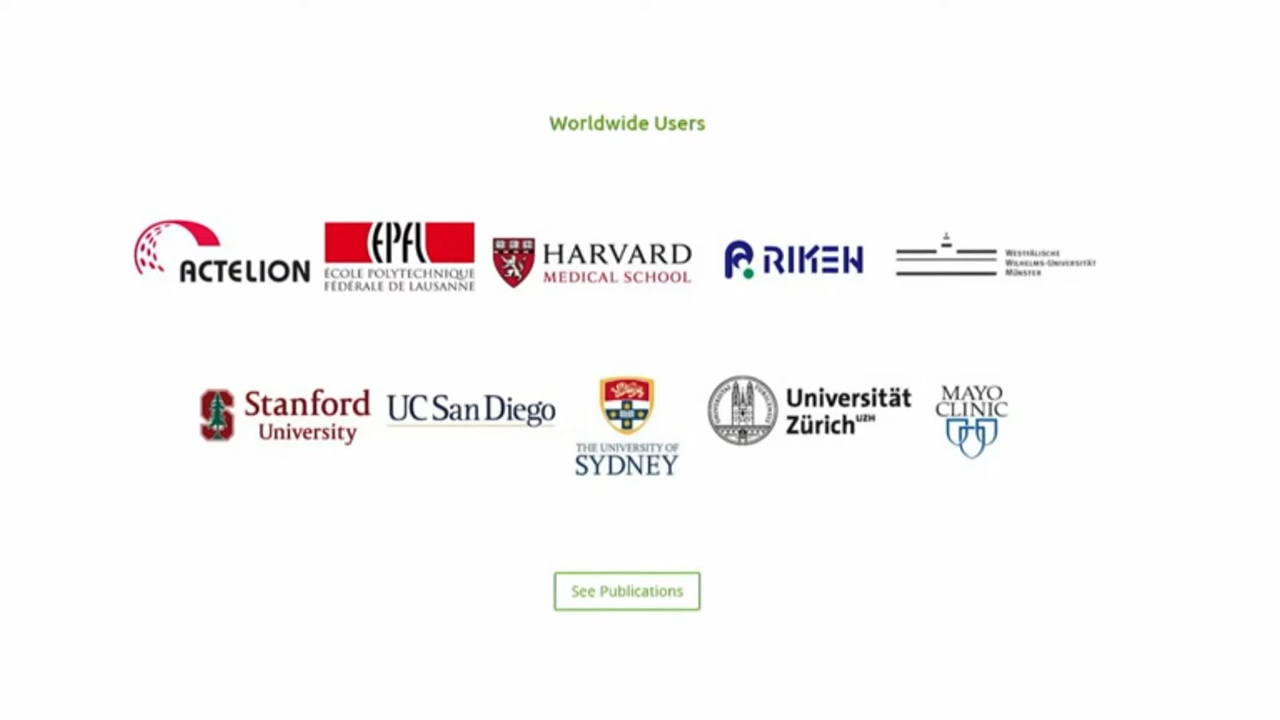 Worldwide Users
ACTELION
EPFL
ÉCOLE POLYTECHNIQUE
FÉDÉRALE DE LAUSANNE
HARVARD
MEDICAL SCHOOL
RIKEN
WESTFÄLISCHE
WILHELMS-UNIVERSITÄT
MÜNSTER
Stanford
University
UC San Diego
THE UNIVERSITY OF
SYDNEY
Universität
Zürich UZH
MAYO
CLINIC
See Publications